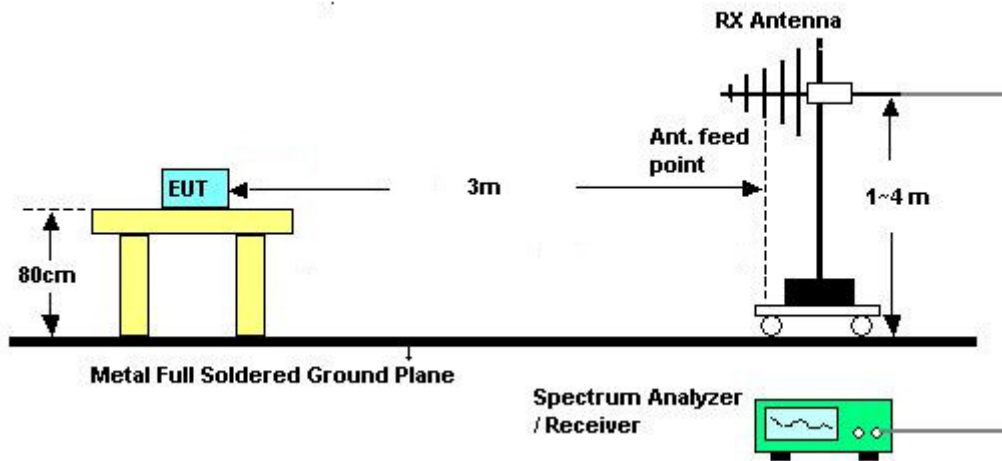 RX Antenna
Ant. feed
point
EUT
3m
1~4 m
80cm
Metal Full Soldered Ground Plane
Spectrum Analyzer
/ Receiver